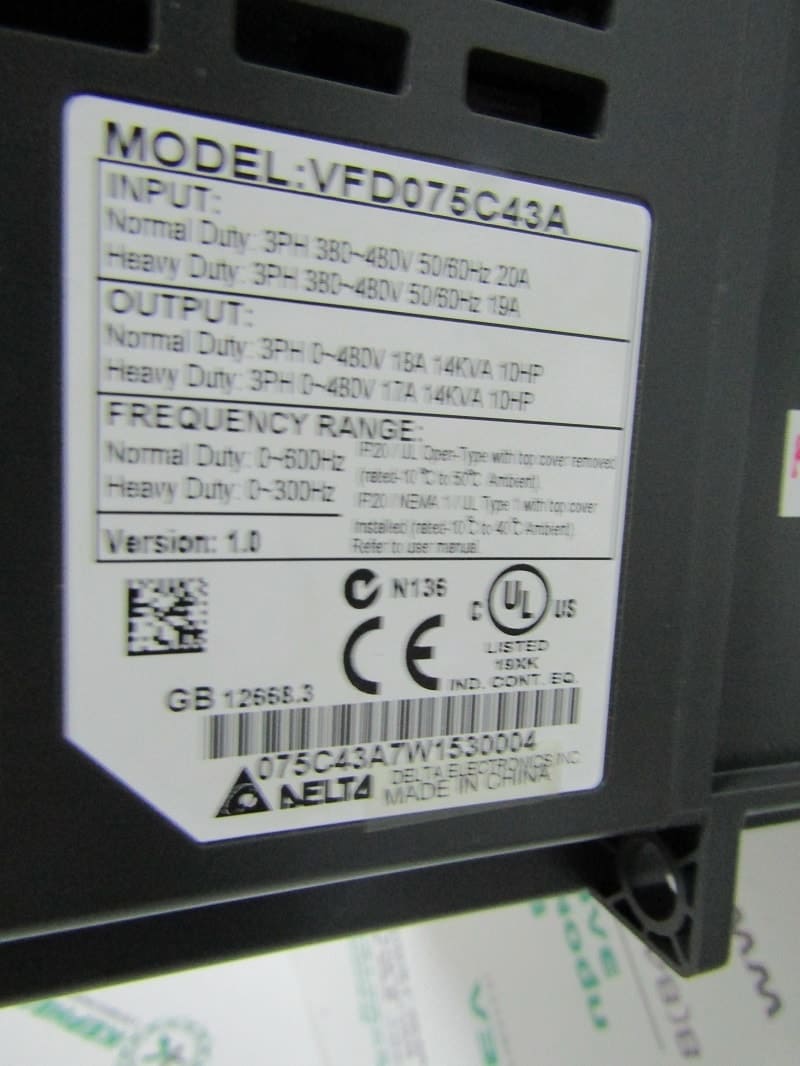 MODEL:VFD075C43A
INPUT:
Normal Duty: 3PH 380~480V 50/60Hz 20A
Heavy Duty: 3PH 380~480V 50/60Hz 19A
OUTPUT:
Normal Duty: 3PH 0~480V 18A 14KVA 10HP
Heavy Duty: 3PH 0~480V 17A 14KVA 10HP
FREQUENCY RANGE:
Normal Duty: 0~600Hz
Heavy Duty: 0~300Hz
IP20 / UL Open-Type with top cover removed
(rated-10℃ to 50℃ Ambient).
IP20 / NEMA 1 / UL Type 1 with top cover
Installed (rated-10℃ to 40℃ Ambient).
Refer to user manual.
Version: 1.0
N136
C UL US
LISTED
19XK
IND. CONT. EQ.
CE
GB 12668.3
075C43A7W1530004
DELTA
DELTA ELECTRONICS INC.
MADE IN CHINA